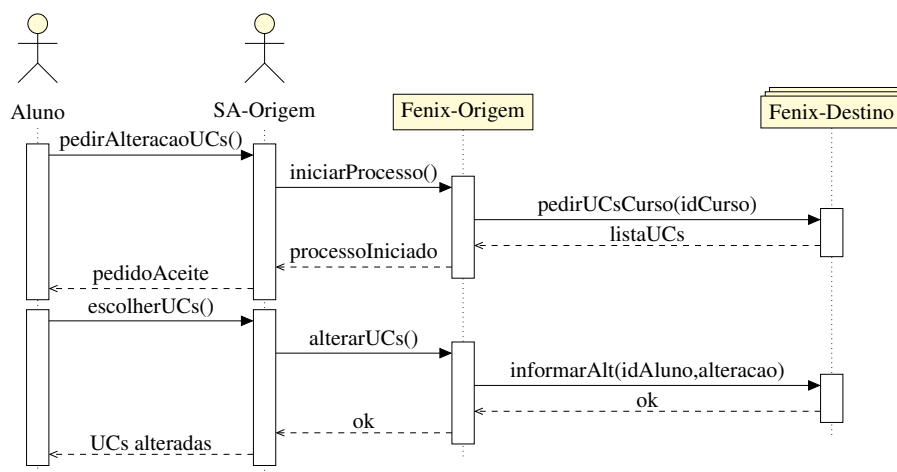 Aluno
SA-Origem
Fenix-Origem
Fenix-Destino
pedirAlteracaoUCs()
iniciarProcesso()
pedirUCsCurso(idCurso)
listaUCs
processoIniciado
pedidoAceite
escolherUCs()
alterarUCs()
informarAlt(idAluno,alteracao)
ok
ok
UCs alteradas